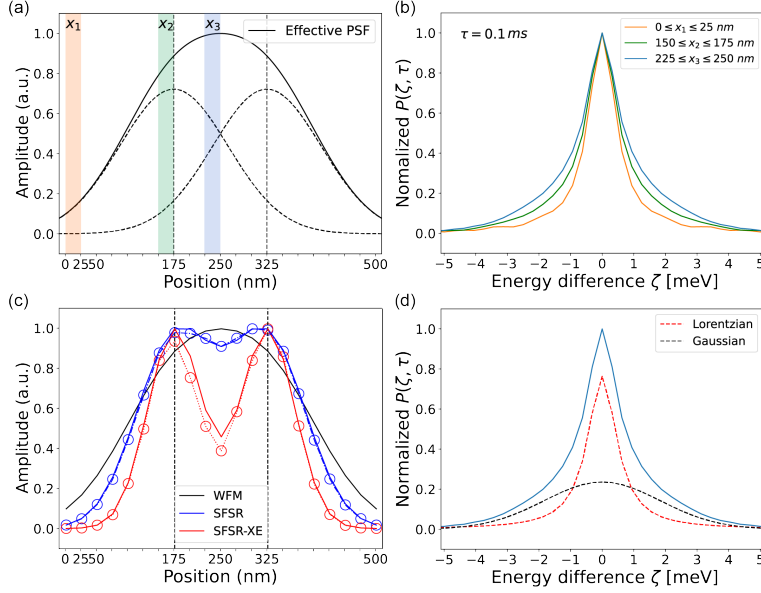 (a)
x1
x2
x3
Effective PSF
1.0
0.8
0.6
0.4
0.2
0.0
Amplitude (a.u.)
0 25 50 175 250 325 500
Position (nm)
(b)
τ = 0.1 ms
0 ≤ x1 ≤ 25 nm
150 ≤ x2 ≤ 175 nm
225 ≤ x3 ≤ 250 nm
1.0
0.8
0.6
0.4
0.2
0.0
Nomalized P(ζ, τ)
−5 −4 −3 −2 −1 0 1 2 3 4 5
Energy difference ζ [meV]
(c)
1.0
0.8
0.6
0.4
0.2
0.0
Amplitude (a.u.)
WFM
SFSR
SFSR-XE
0 25 50 175 250 325 500
Position (nm)
(d)
Lorentzian
Gaussian
1.0
0.8
0.6
0.4
0.2
0.0
Normalized P(ζ, τ)
−5 −4 −3 −2 −1 0 1 2 3 4 5
Energy difference ζ [meV]